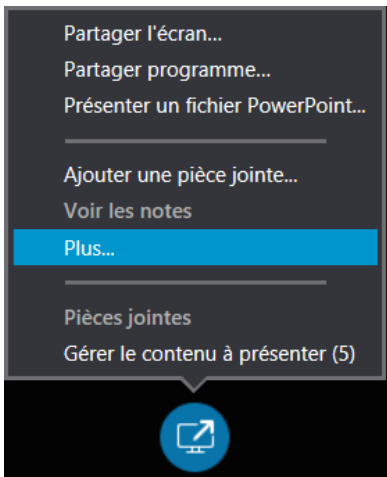 Partager l'écran...
Partager programme...
Présenter un fichier PowerPoint...
Ajouter une pièce jointe...
Voir les notes
Plus...
Pièces jointes
Gérer le contenu à présenter (5)